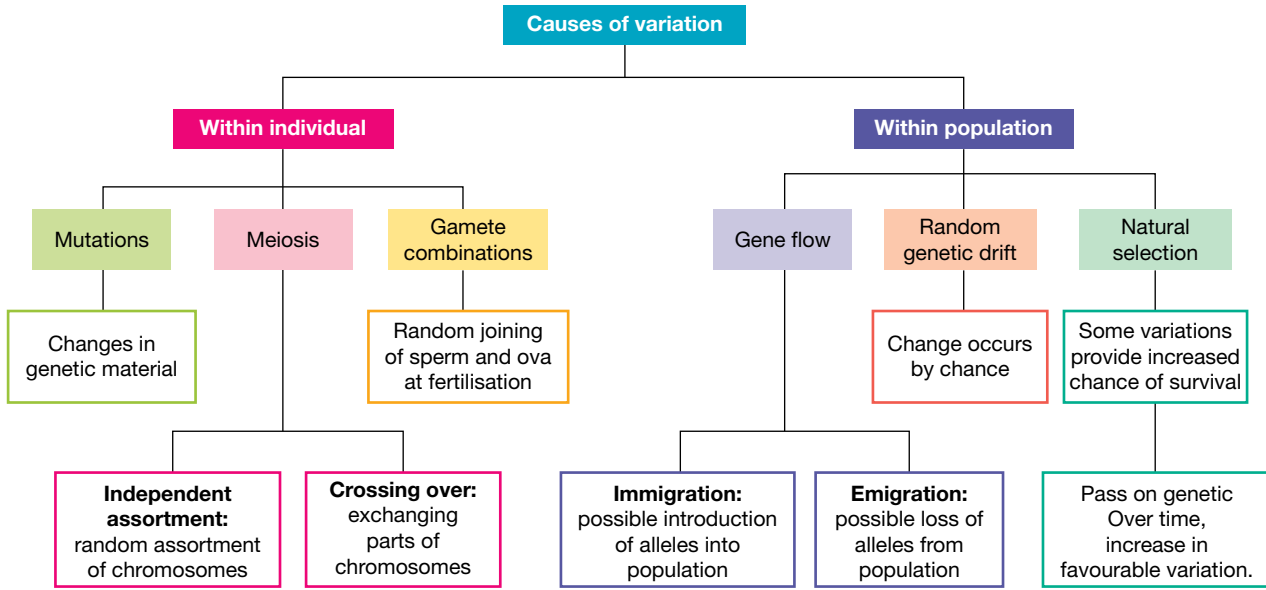 Causes of variation
Within individual
Within population
Mutations
Meiosis
Gamete
combinations
Gene flow
Random
genetic drift
Natural
selection
Changes in
genetic material
Random joining
of sperm and ova
at fertilisation
Change occurs
by chance
Some variations
provide increased
chance of survival
Independent
assortment:
random assortment
of chromosomes
Crossing over:
exchanging
parts of
chromosomes
Immigration:
possible introduction
of alleles into
population
Emigration:
possible loss of
alleles from
population
Pass on genetic
Over time,
increase in
favourable variation.